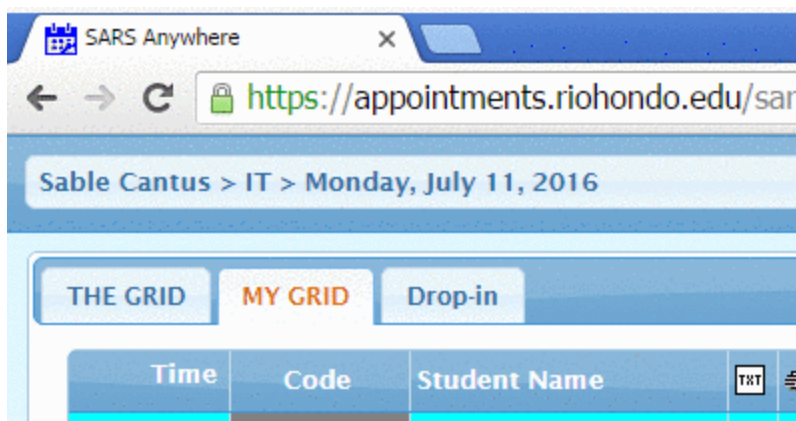 SARS Anywhere
https://appointments.riohondo.edu/sar
Sable Cantus > IT > Monday, July 11, 2016
THE GRID MY GRID Drop-in
Time Code Student Name TXT